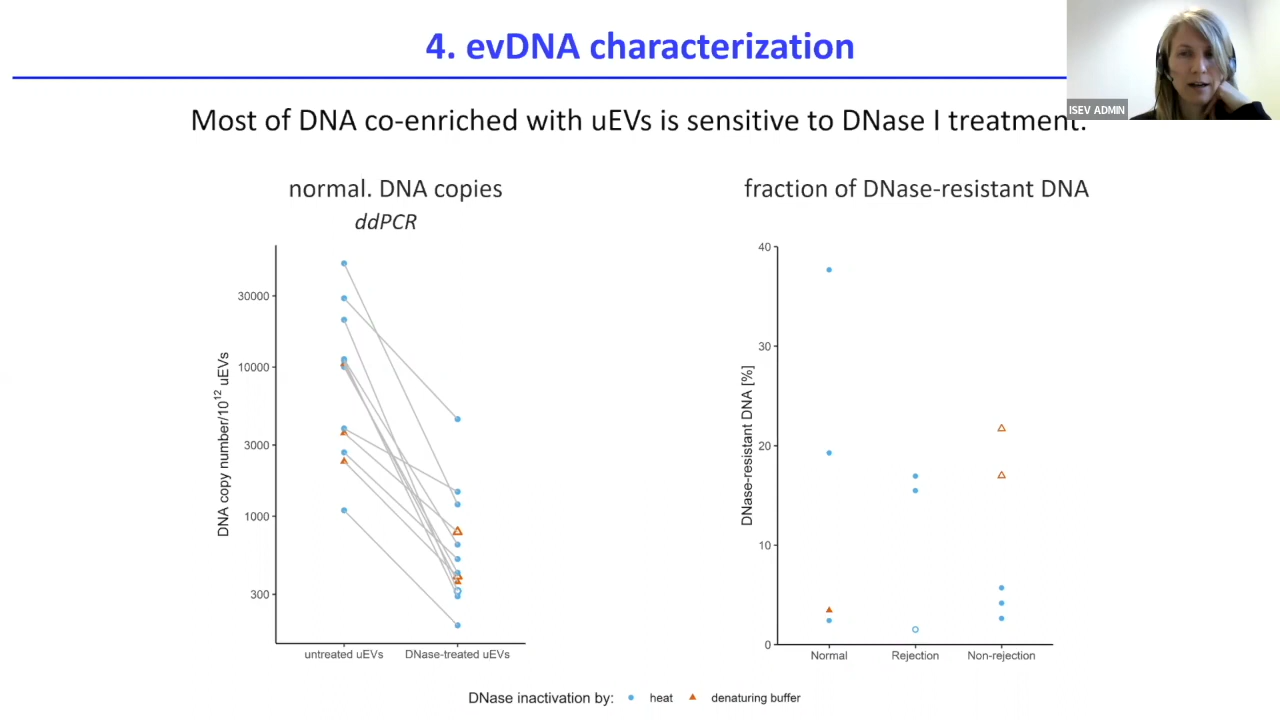 4. evDNA characterization
ISEV ADMIN
Most of DNA co-enriched with uEVs is sensitive to DNase I treatment.
normal. DNA copies
ddPCR
DNA copy number/10¹² uEVs
30000
10000
3000
1000
300
untreated uEVs
DNase-treated uEVs
fraction of DNase-resistant DNA
DNase-resistant DNA [%]
40
30
20
10
0
Normal
Rejection
Non-rejection
DNase inactivation by: heat denaturing buffer